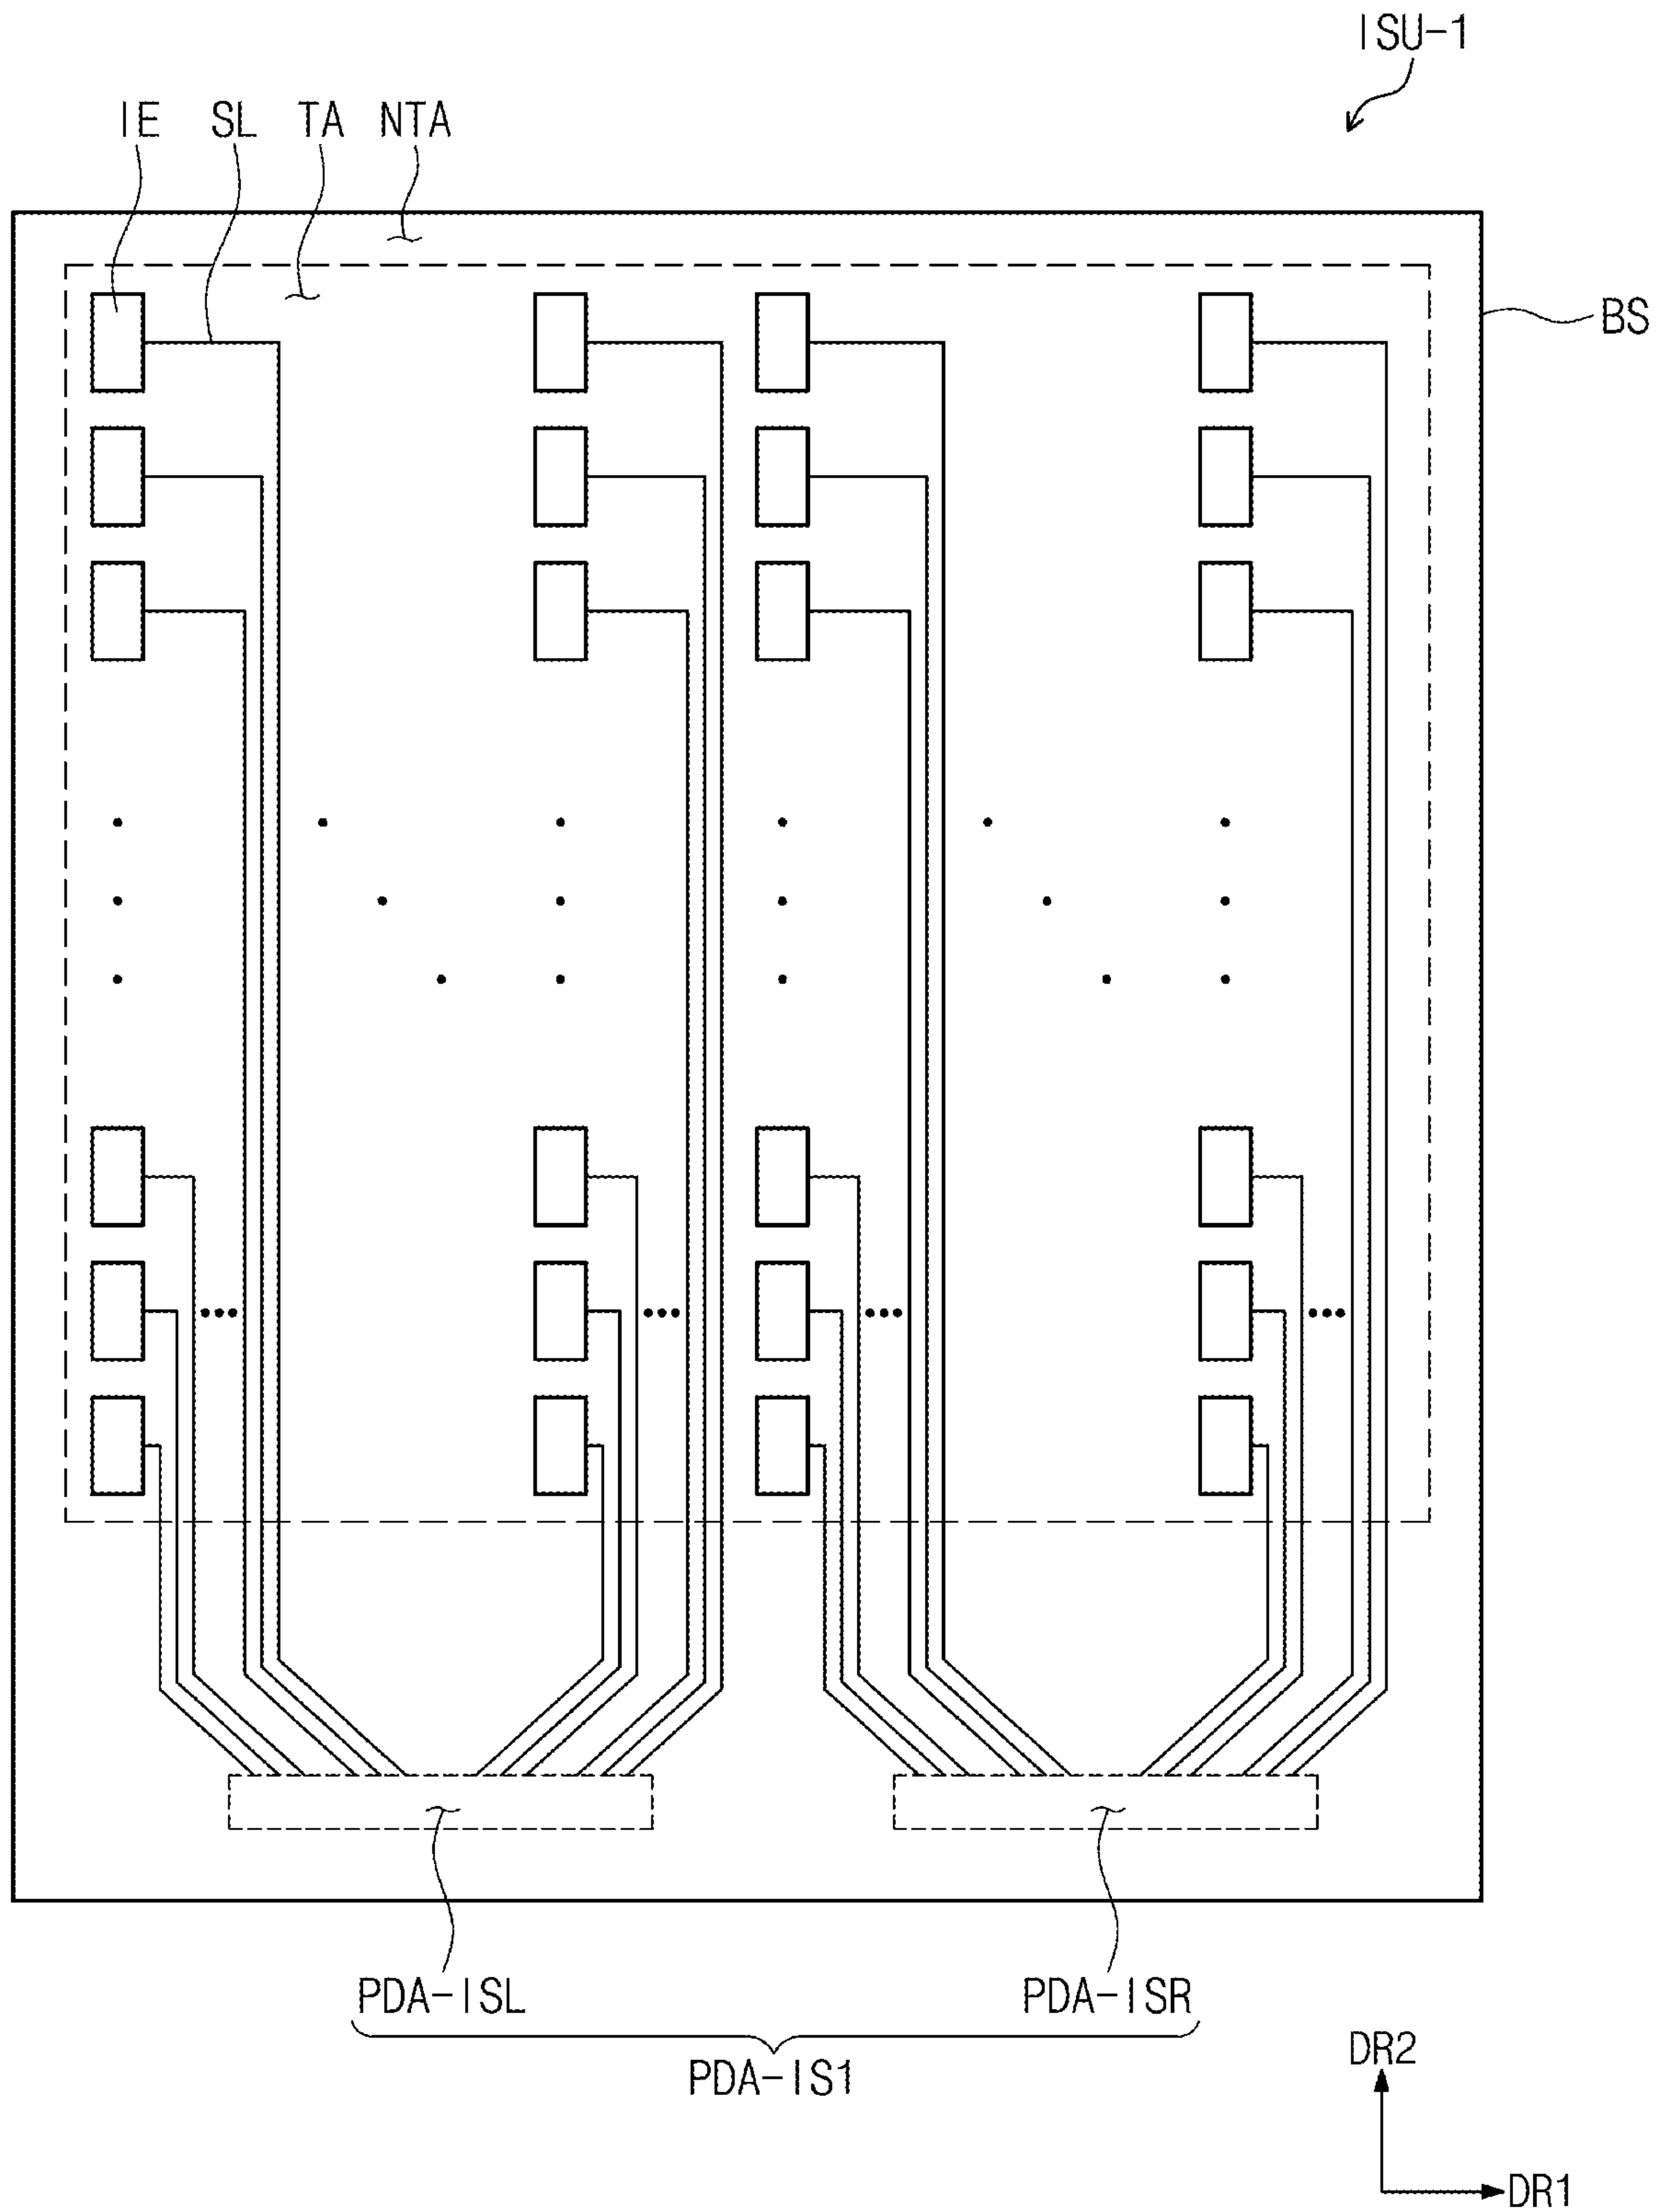 ISU-1
IE SL TA NTA
BS
PDA-ISL PDA-ISR
PDA-IS1
DR2
DR1